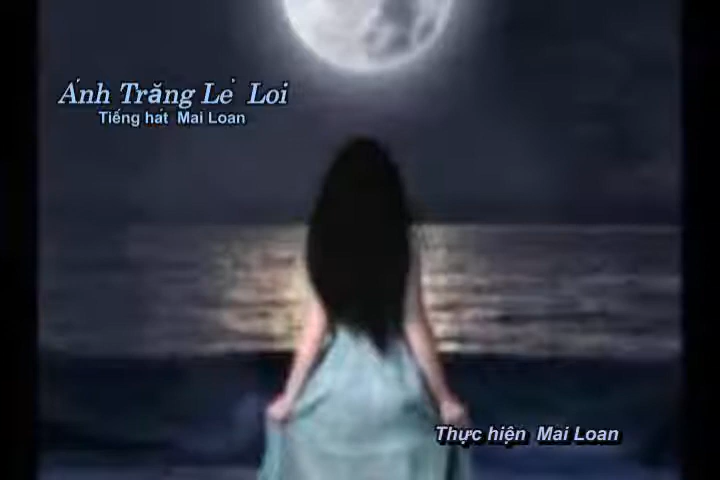 Ánh Trăng Lẻ Loi
Tiếng hát Mai Loan
Thực hiện Mai Loan